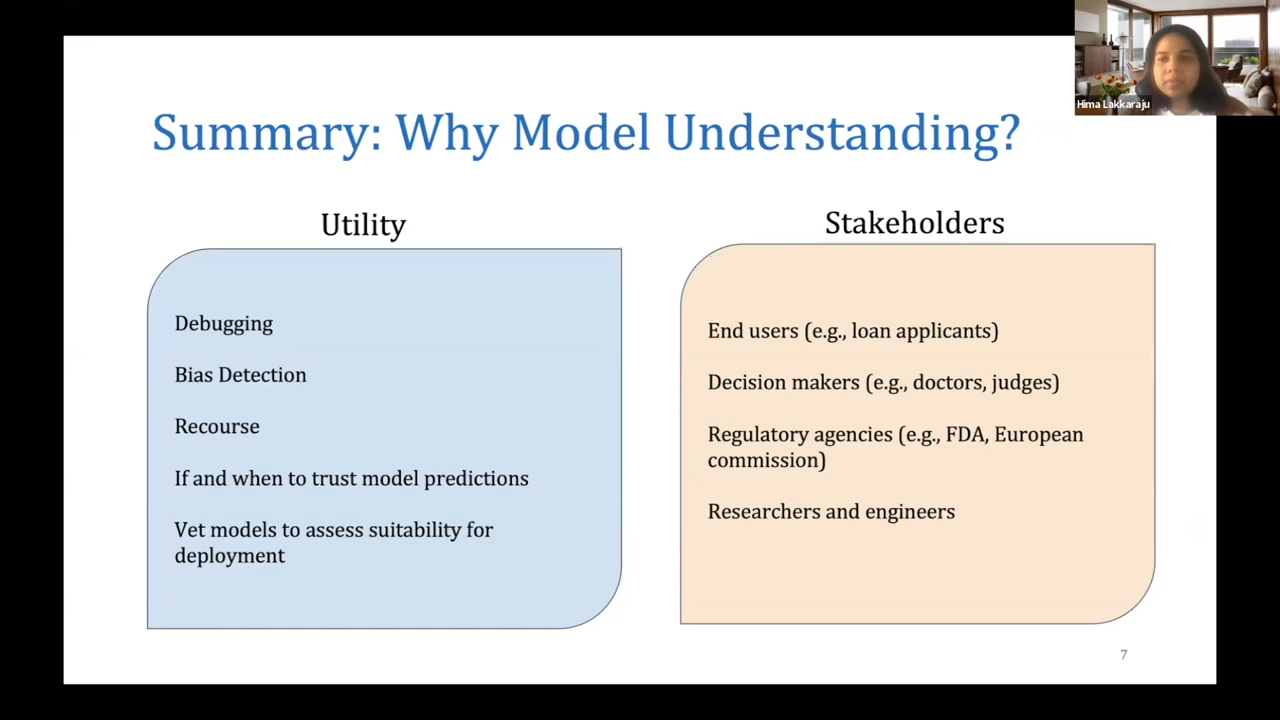 Hima Lakkaraju
Summary: Why Model Understanding?
Utility
Debugging
Bias Detection
Recourse
If and when to trust model predictions
Vet models to assess suitability for
deployment
Stakeholders
End users (e.g., loan applicants)
Decision makers (e.g., doctors, judges)
Regulatory agencies (e.g., FDA, European
commission)
Researchers and engineers
7